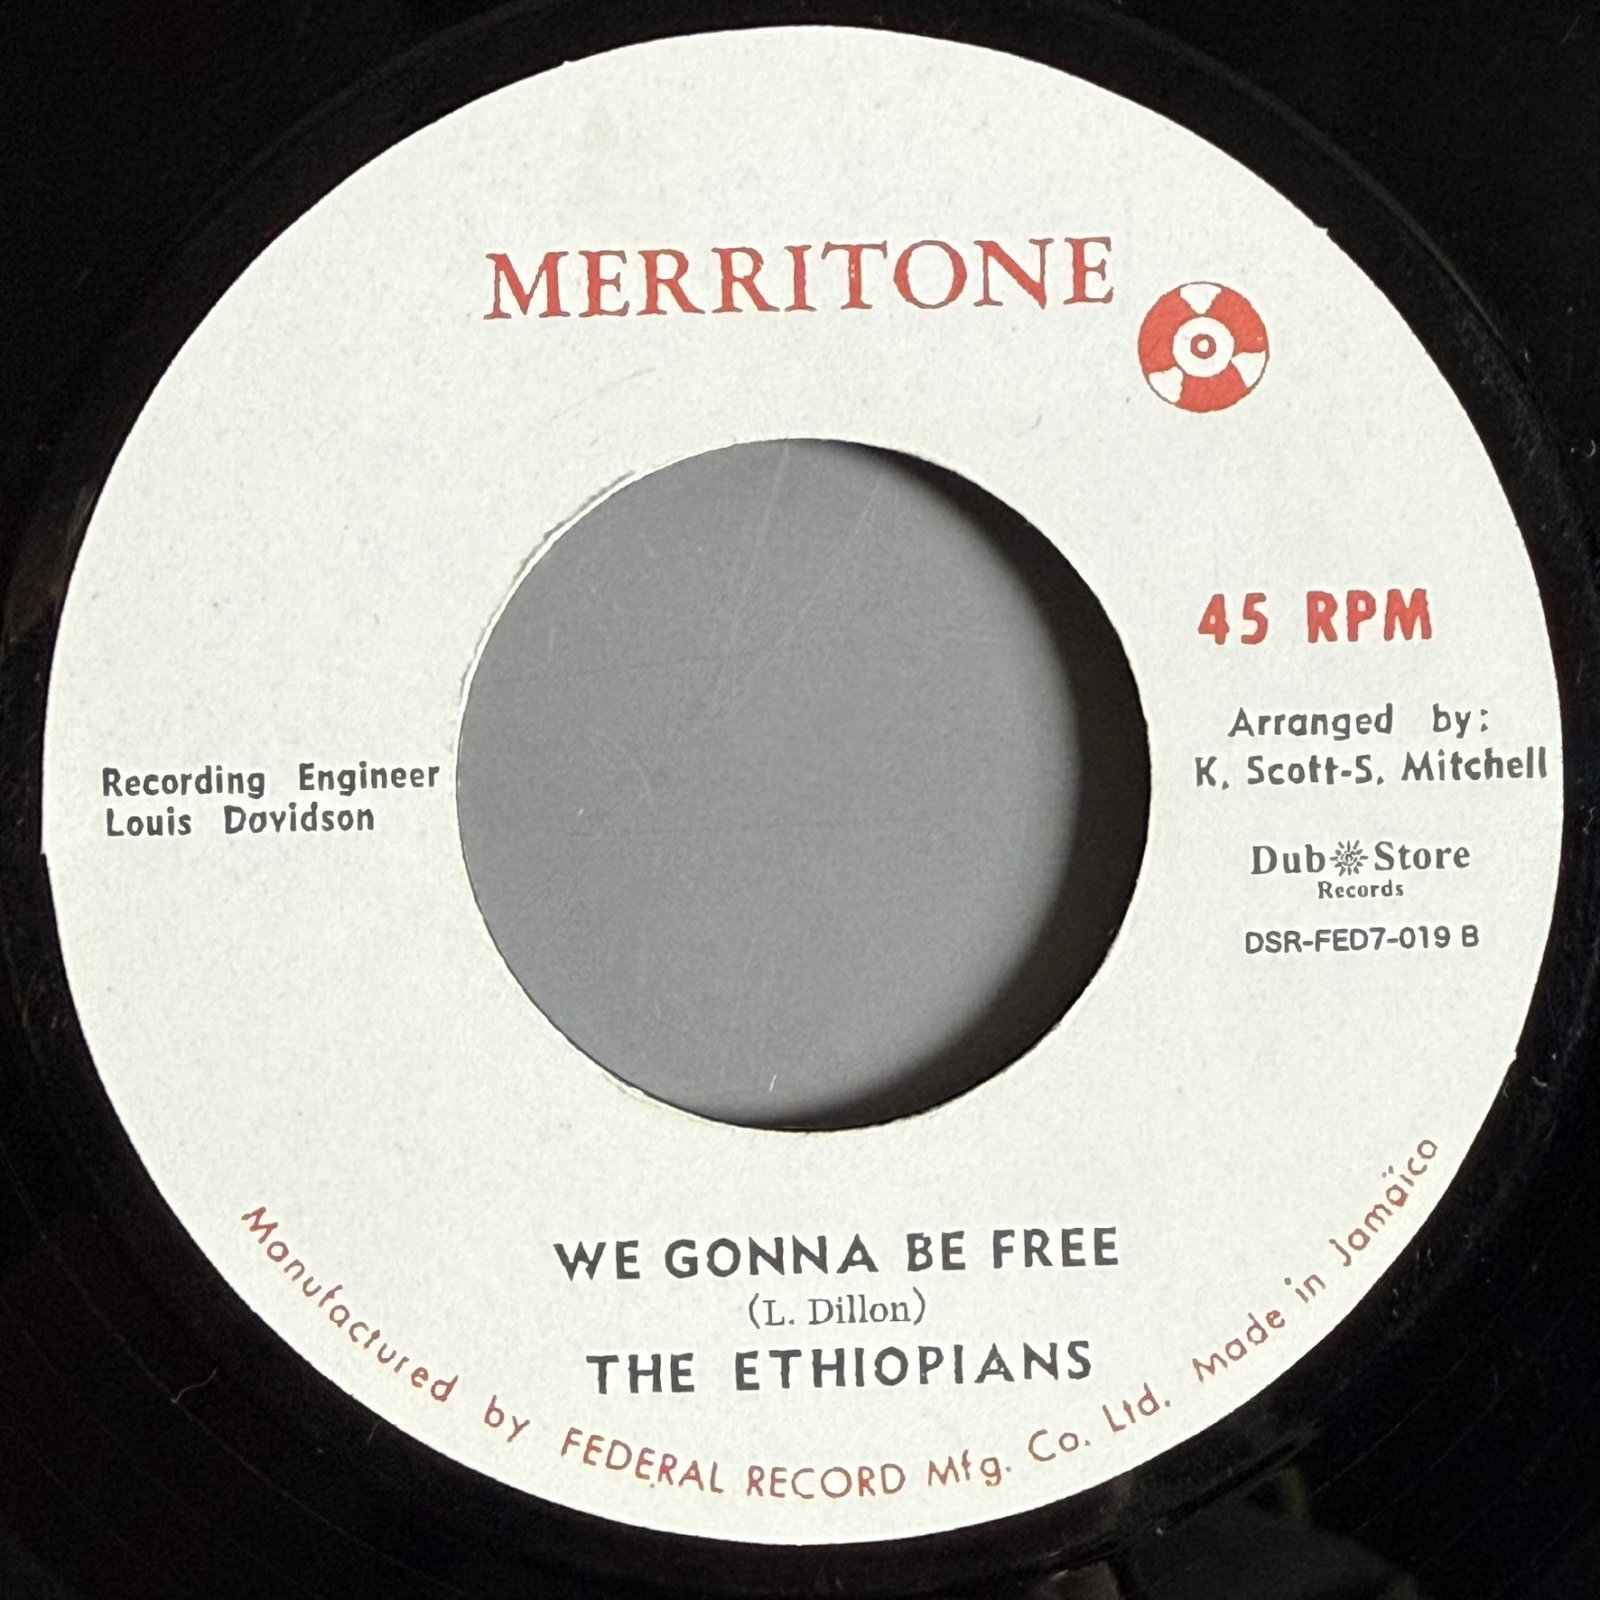 MERRITONE
45 RPM
Arranged by:
K. Scott-S. Mitchell
Recording Engineer
Louis Davidson
Dub Store
Records
DSR-FED7-019 B
WE GONNA BE FREE
(L. Dillon)
THE ETHIOPIANS
Manufactured by FEDERAL RECORD Mfg. Co. Ltd. Made in Jamaica